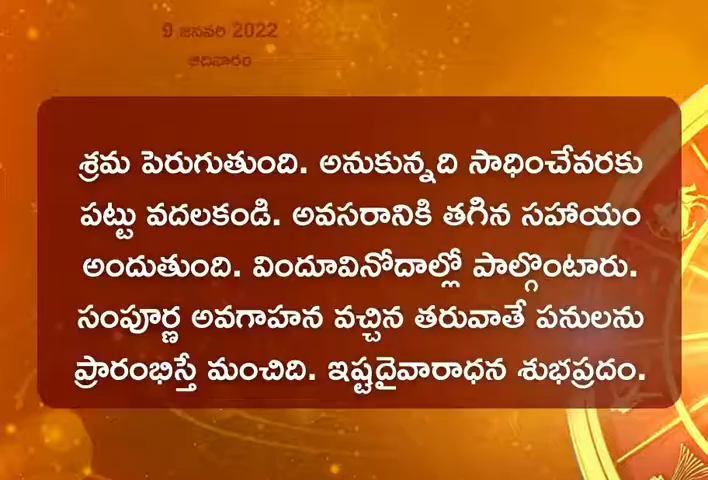 9 జనవరి 2022
ఆదివారం
శ్రమ పెరుగుతుంది. అనుకున్నది సాధించేవరకు
పట్టు వదలకండి. అవసరానికి తగిన సహాయం
అందుతుంది. విందూవినోదాల్లో పాల్గొంటారు.
సంపూర్ణ అవగాహన వచ్చిన తరువాతే పనులను
ప్రారంభిస్తే మంచిది. ఇష్టదైవారాధన శుభప్రదం.